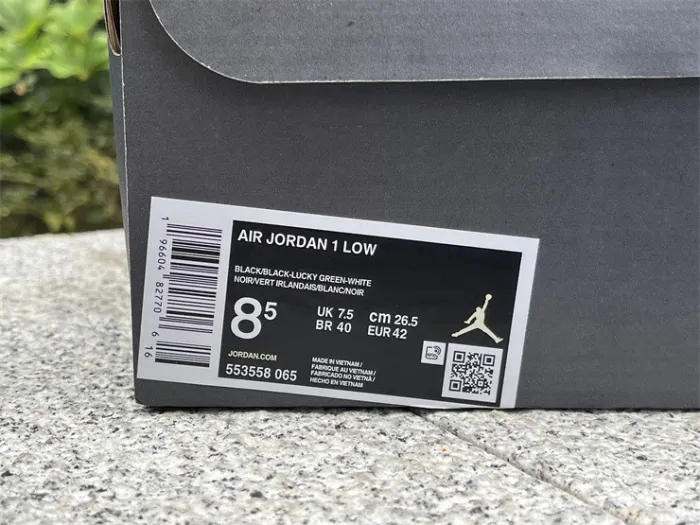 AIR JORDAN 1 LOW
BLACK/BLACK-LUCKY GREEN-WHITE
NOIR/VERT IRLANDAIS/BLANC/NOIR
8⁵
UK 7.5 cm 26.5
BR 40 EUR 42
JORDAN.COM
553558 065
MADE IN VIETNAM /
FABRIQUE AU VIETNAM /
FABRICADO NO VIETNÃ /
HECHO EN VIETNAM
1 96604 82770 6 16